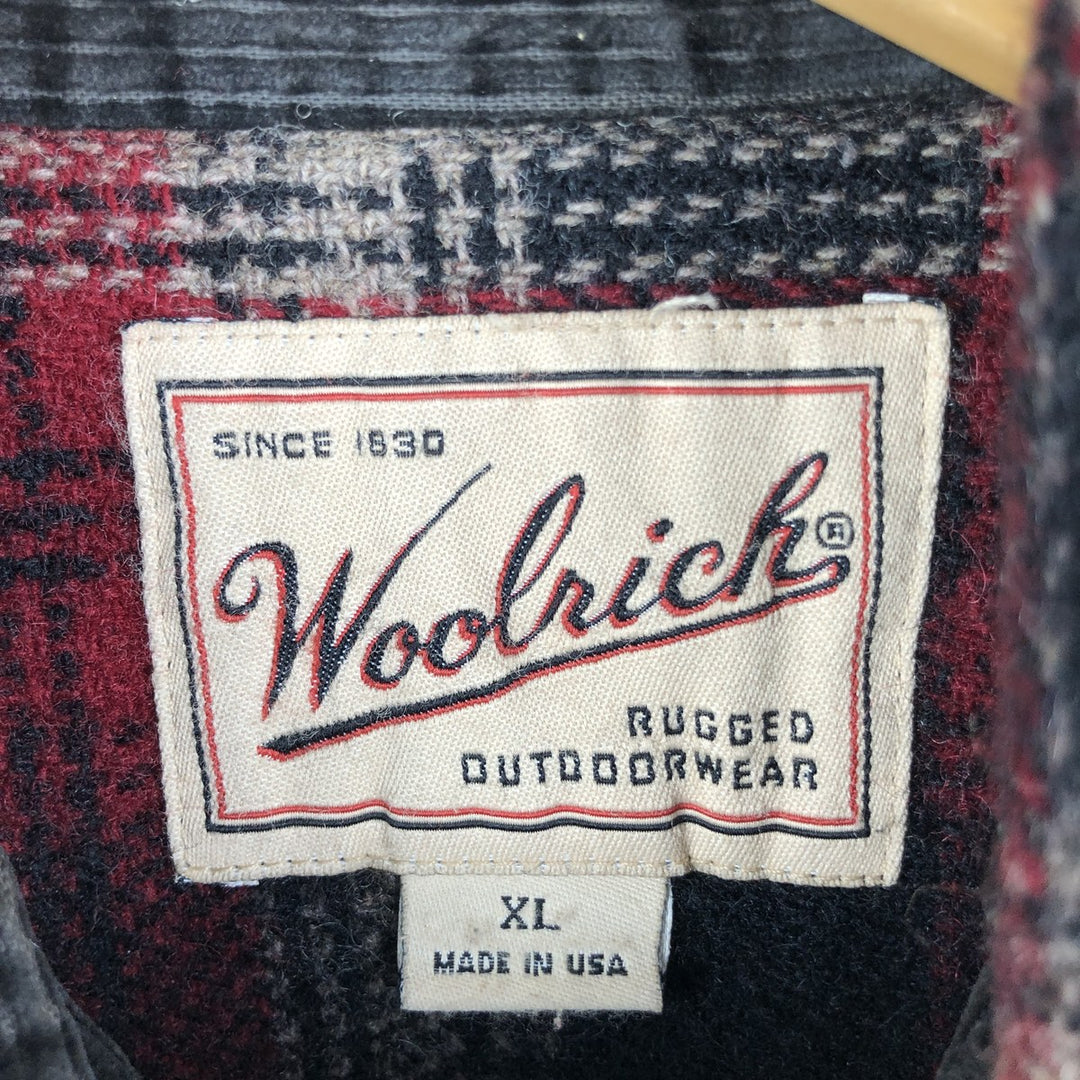 SINCE 1830
Woolrich®
RUGGED
OUTDOORWEAR
XL
MADE IN USA